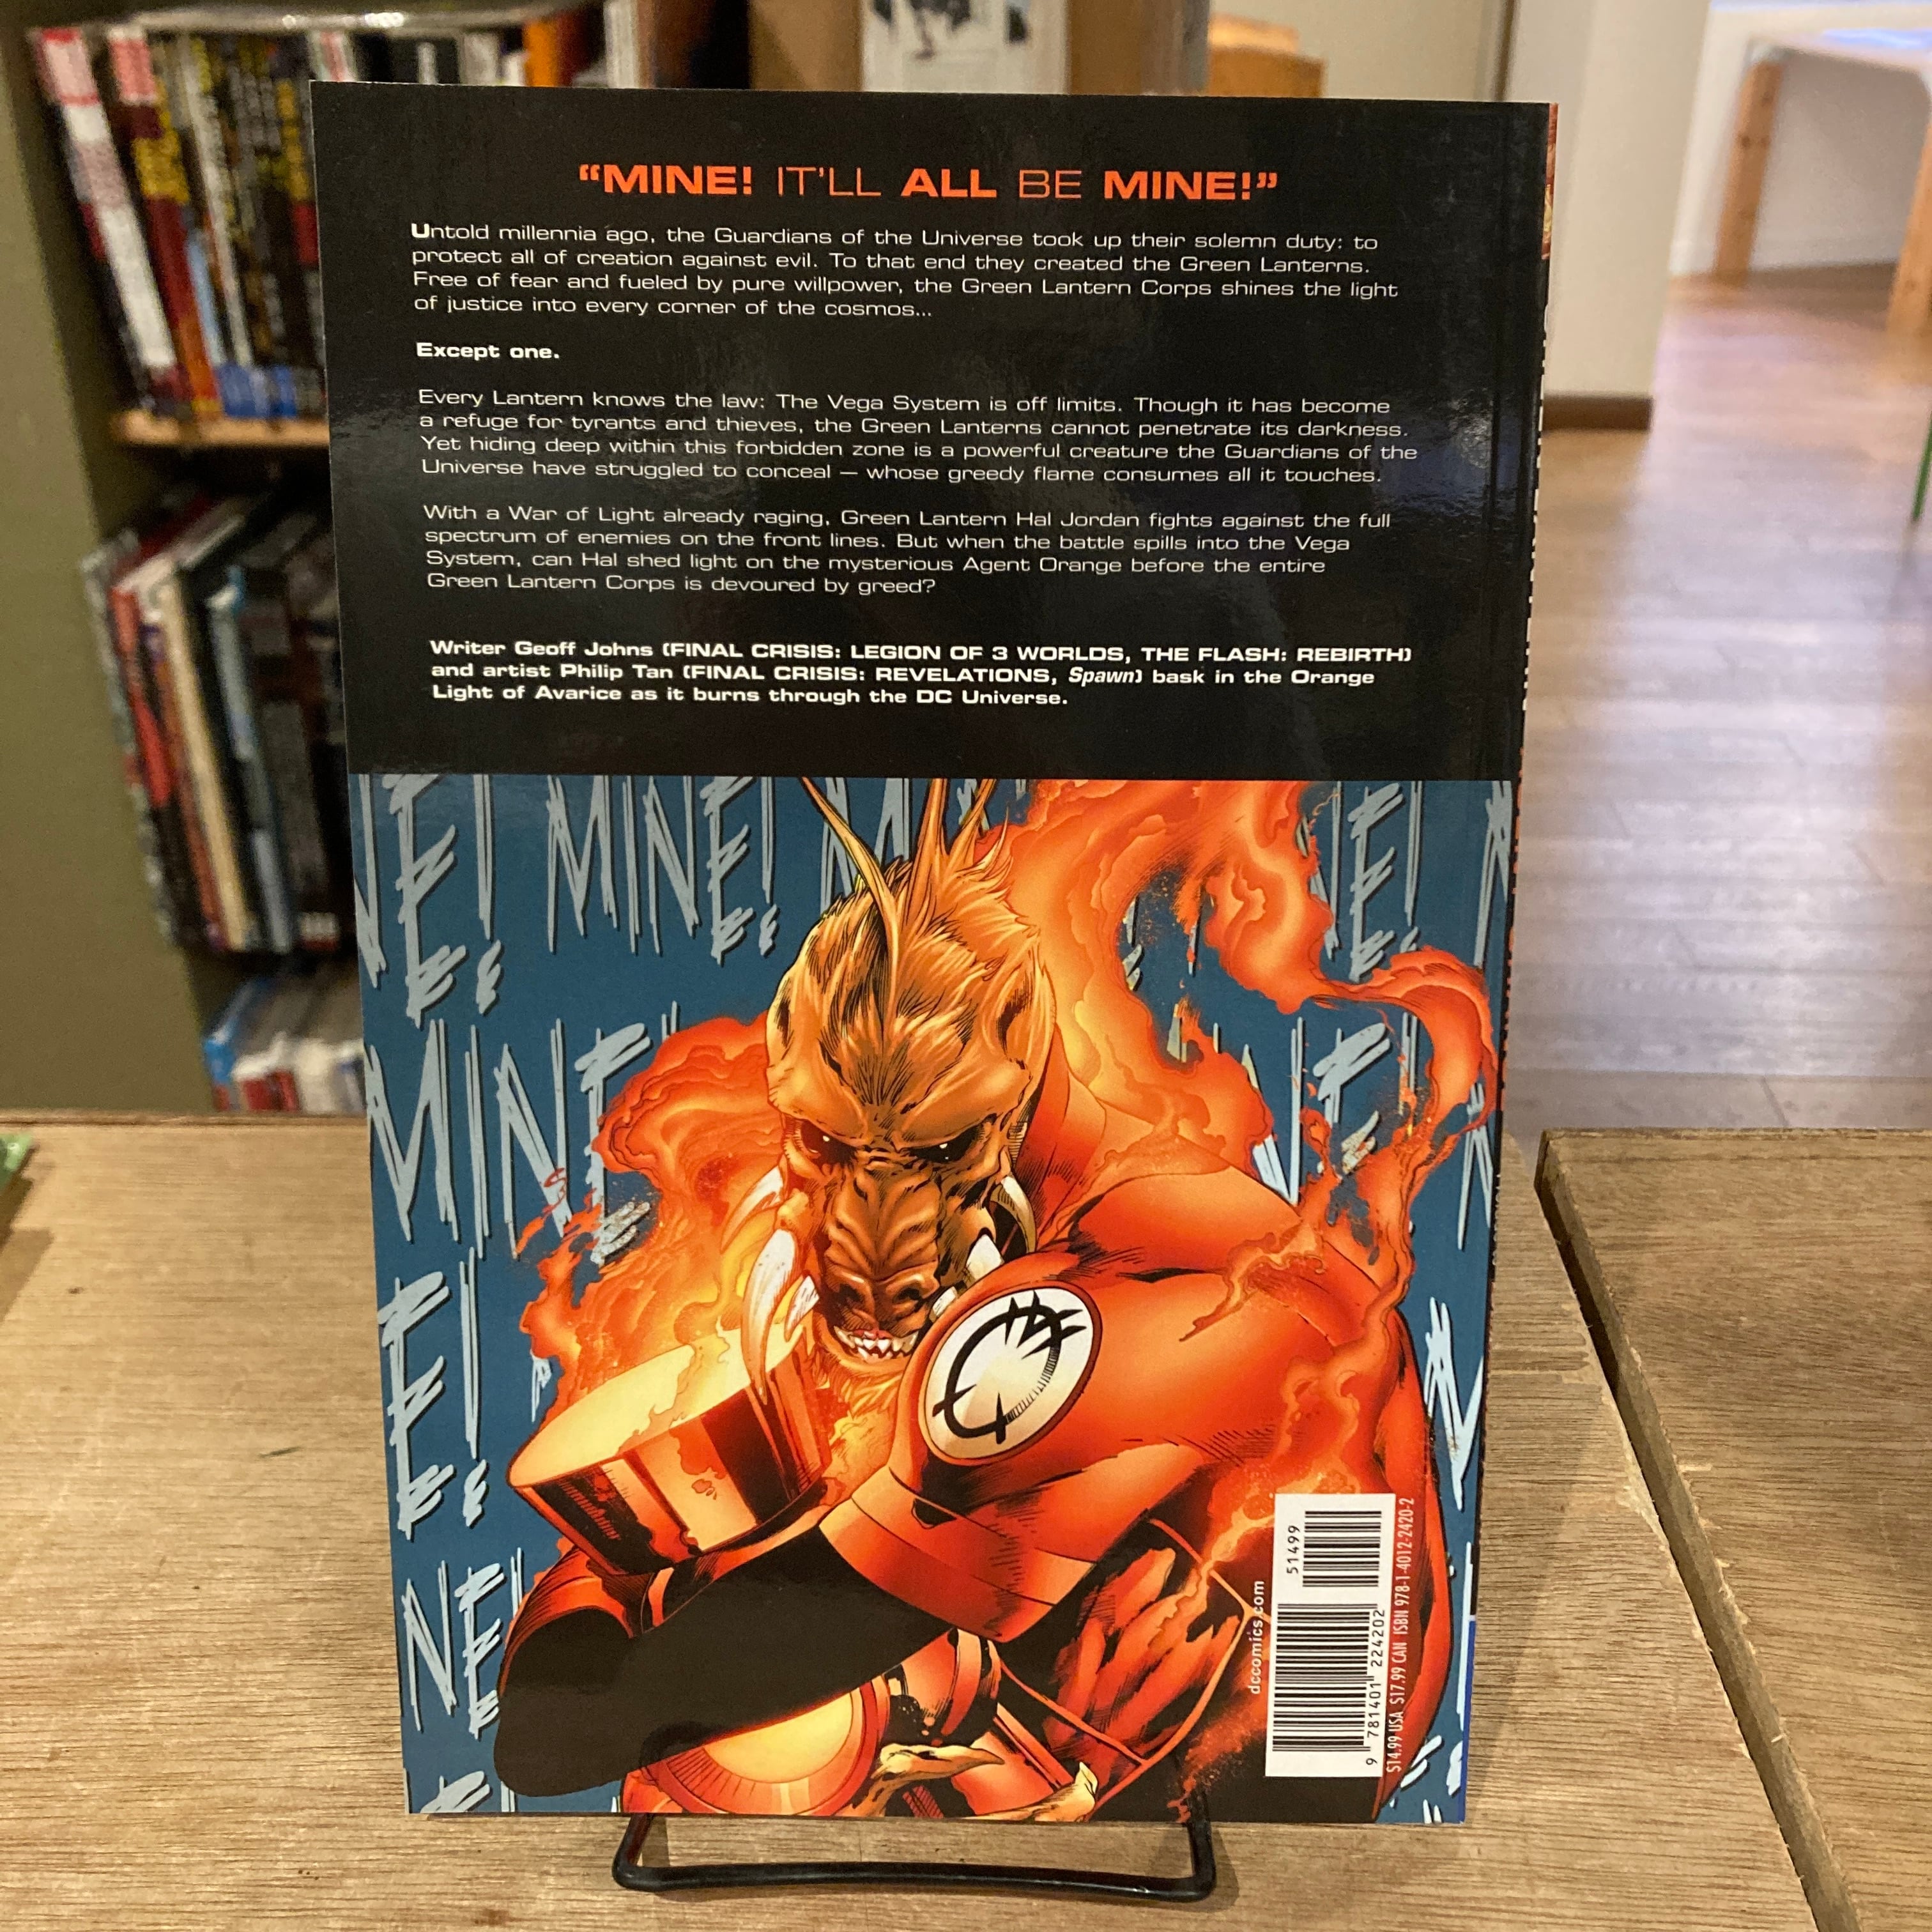 “MINE! IT'LL ALL BE MINE!”
Untold millennia ago, the Guardians of the Universe took up their solemn duty: to
protect all of creation against evil. To that end they created the Green Lanterns.
Free of fear and fueled by pure willpower, the Green Lantern Corps shines the light
of justice into every corner of the cosmos...
Except one.
Every Lantern knows the law: The Vega System is off limits. Though it has become
a refuge for tyrants and thieves, the Green Lanterns cannot penetrate its darkness.
Yet hiding deep within this forbidden zone is a powerful creature the Guardians of the
Universe have struggled to conceal — whose greedy flame consumes all it touches.
With a War of Light already raging, Green Lantern Hal Jordan fights against the full
spectrum of enemies on the front lines. But when the battle spills into the Vega
System, can Hal shed light on the mysterious Agent Orange before the entire
Green Lantern Corps is devoured by greed?
Writer Geoff Johns (FINAL CRISIS: LEGION OF 3 WORLDS, THE FLASH: REBIRTH)
and artist Philip Tan (FINAL CRISIS: REVELATIONS, Spawn) bask in the Orange
Light of Avarice as it burns through the DC Universe.
NE! MINE! M
MINE
E!
NE!
dccomics.com
51499
9 781401 224202
$14.99 USA $17.99 CAN ISBN 978-1-4012-2420-2